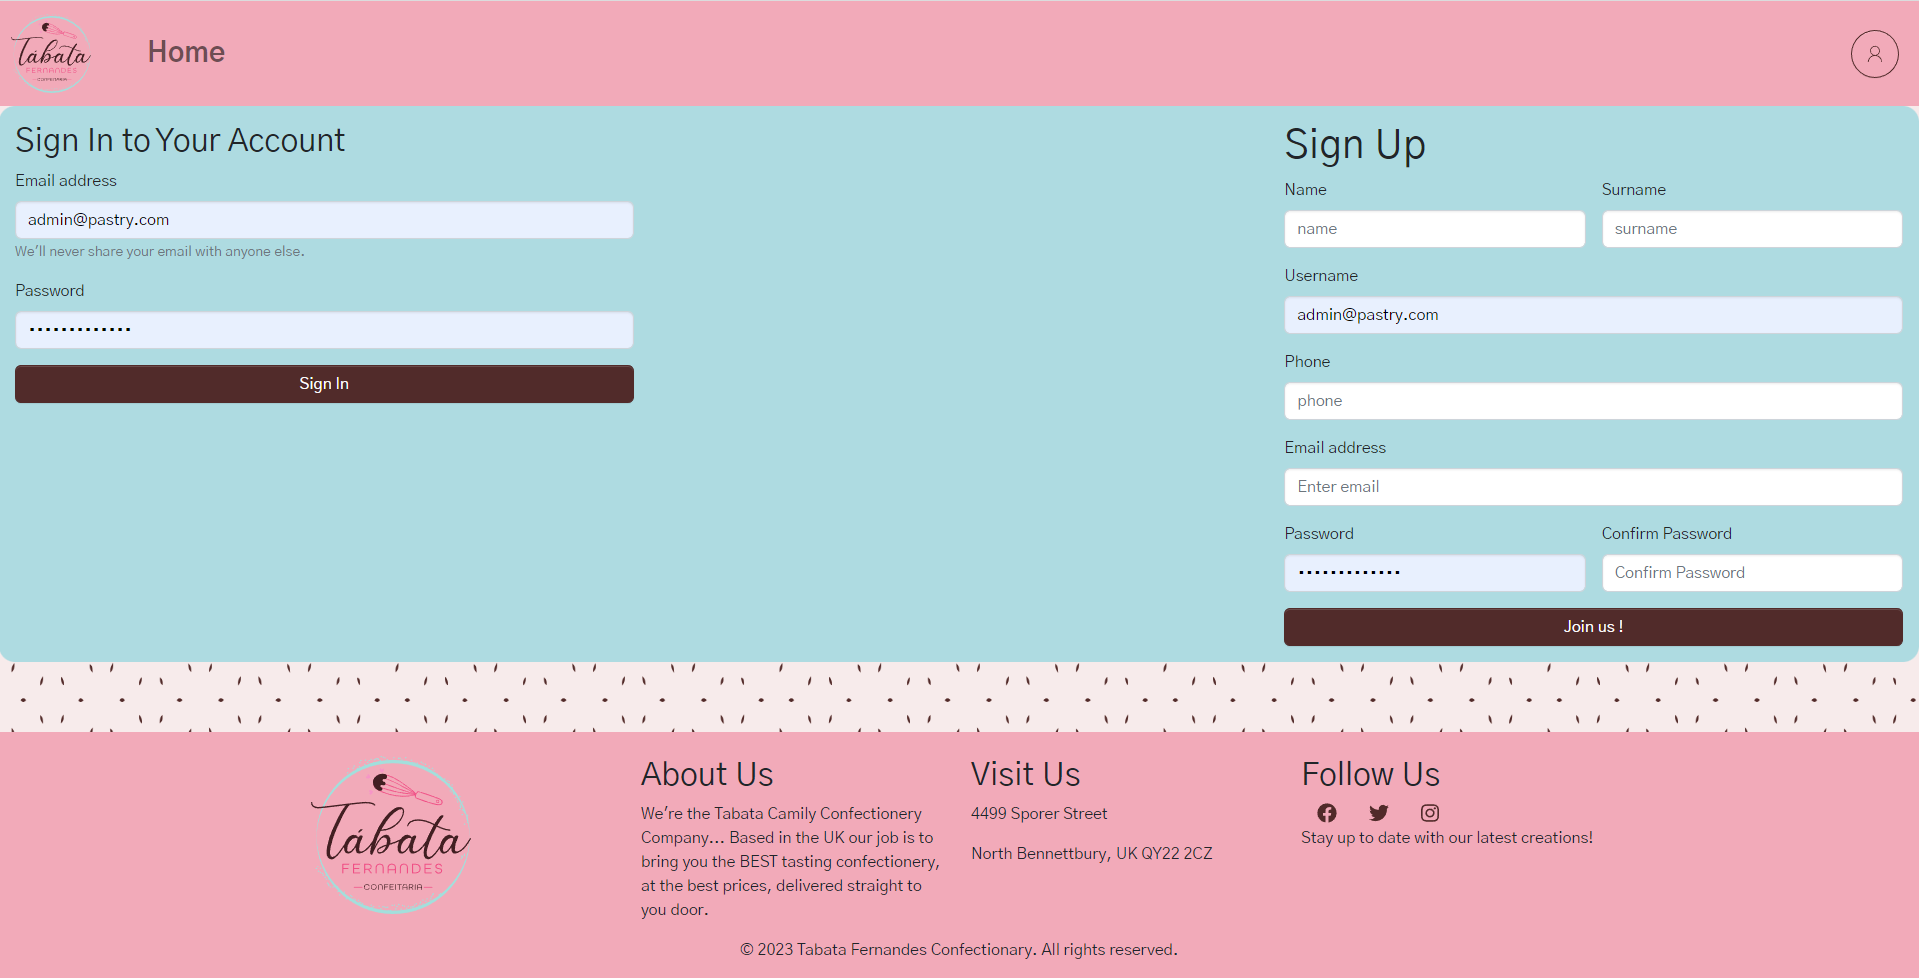 Tábata
FERNANDES
CONFEITARIA
Home
Sign In to Your Account
Email address
admin@pastry.com
We'll never share your email with anyone else.
Password
•••••••••••••
Sign In
Sign Up
Name
Surname
name
surname
Username
admin@pastry.com
Phone
phone
Email address
Enter email
Password
Confirm Password
•••••••••••••
Confirm Password
Join us !
Tábata
FERNANDES
—CONFEITARIA—
About Us
We're the Tabata Camily Confectionery
Company... Based in the UK our job is to
bring you the BEST tasting confectionery,
at the best prices, delivered straight to
you door.
Visit Us
4499 Sporer Street
North Bennettbury, UK QY22 2CZ
Follow Us
Stay up to date with our latest creations!
© 2023 Tabata Fernandes Confectionary. All rights reserved.